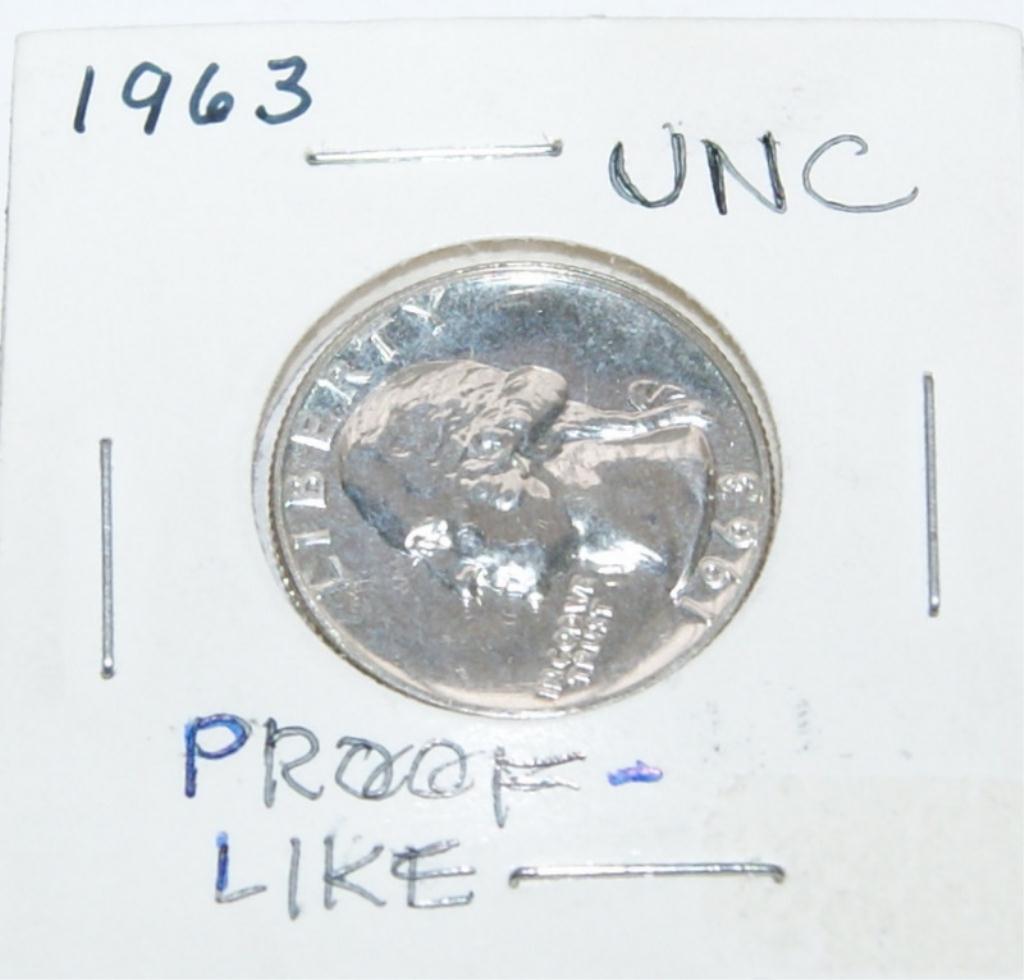 1963
UNC
LIBERTY
IN GOD WE
TRUST
1963
PROOF-
LIKE